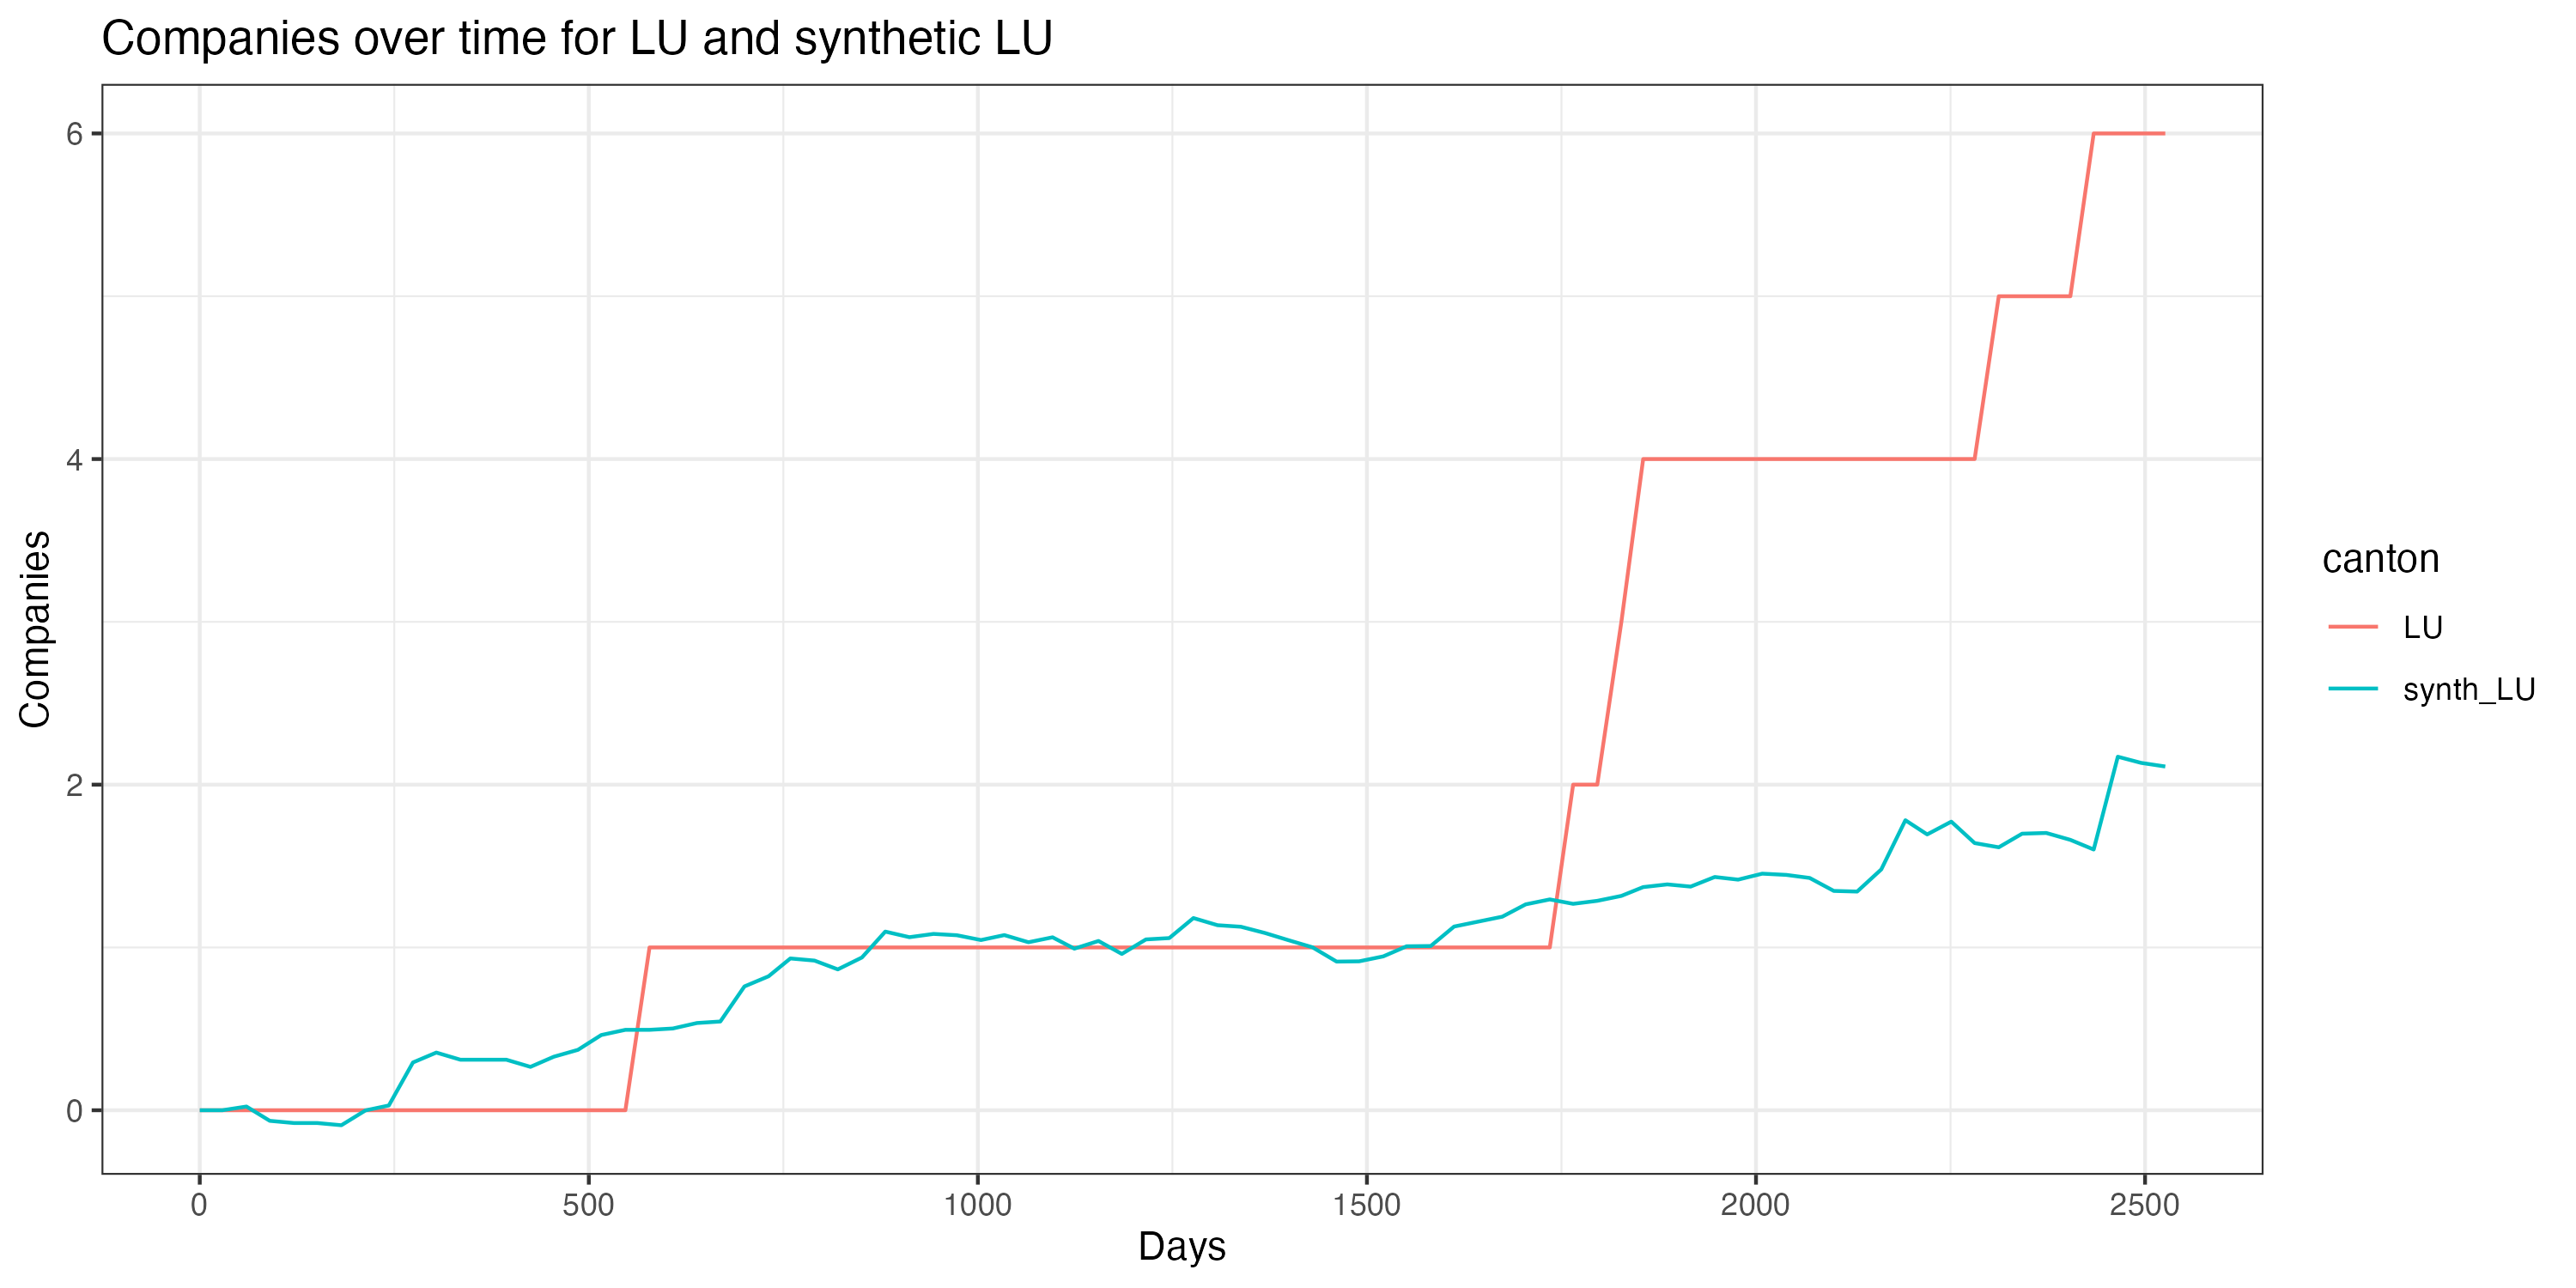 Companies over time for LU and synthetic LU
6
4
2
0
Companies
0 500 1000 1500 2000 2500
Days
canton
LU
synth_LU